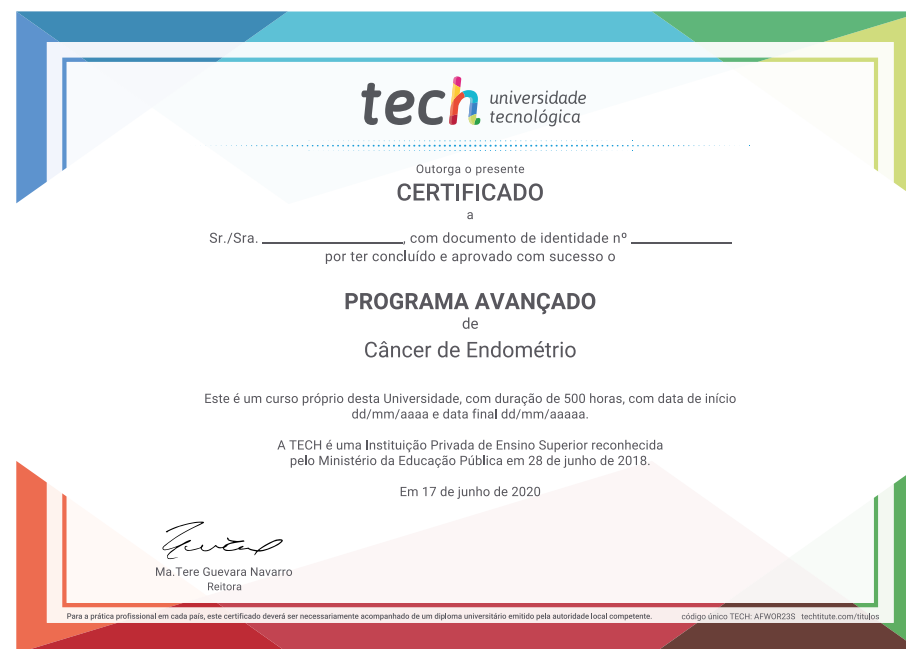 tech universidade
tecnológica
Outorga o presente
CERTIFICADO
a
Sr./Sra. ________________, com documento de identidade nº ____________
por ter concluído e aprovado com sucesso o
PROGRAMA AVANÇADO
de
Câncer de Endométrio
Este é um curso próprio desta Universidade, com duração de 500 horas, com data de início
dd/mm/aaaa e data final dd/mm/aaaaa.
A TECH é uma Instituição Privada de Ensino Superior reconhecida
pelo Ministério da Educação Pública em 28 de junho de 2018.
Em 17 de junho de 2020
Ma.Tere Guevara Navarro
Reitora
Para a prática profissional em cada país, este certificado deverá ser necessariamente acompanhado de um diploma universitário emitido pela autoridade local competente. código único TECH: AFWOR23S techtitute.com/titulos